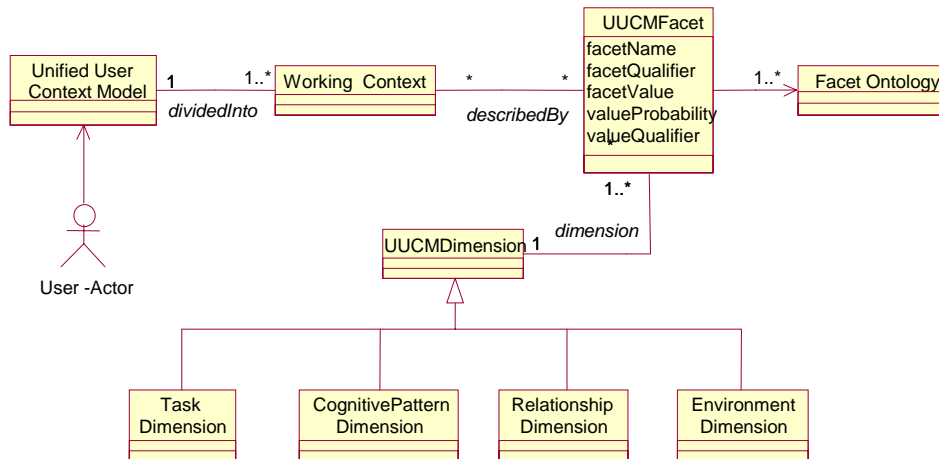 UUCMFacet
facetName
facetQualifier
facetValue
valueProbability
valueQualifier
*
1..*
Unified User
Context Model
1
1..*
dividedInto
Working Context
*
*
describedBy
1..*
Facet Ontology
User -Actor
UUCMDimension
1
dimension
Task
Dimension
CognitivePattern
Dimension
Relationship
Dimension
Environment
Dimension